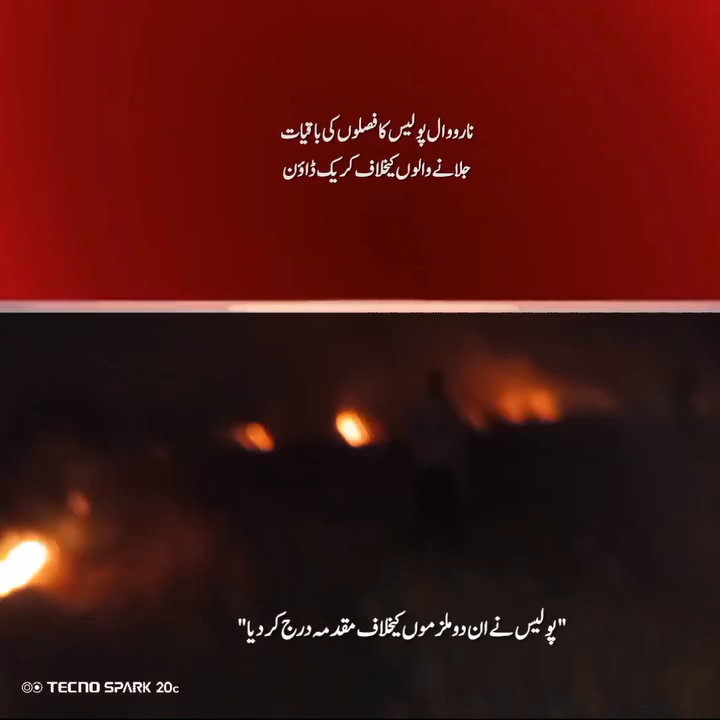 نارووال پولیس کا فصلوں کی باقیات
جلانے والوں کیخلاف کریک ڈاؤن
"پولیس نے ان دو ملزموں کیخلاف مقدمہ درج کر دیا"
TECNO SPARK 20c